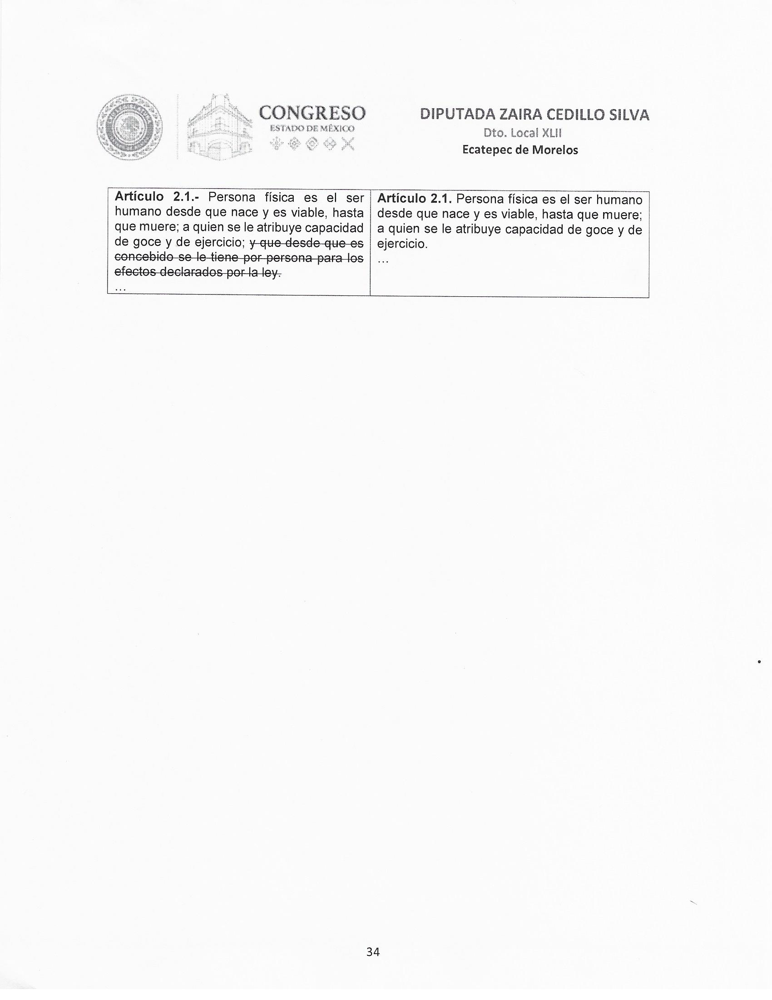 CONGRESO
ESTADO DE MÉXICO
DIPUTADA ZAIRA CEDILLO SILVA
Dto. Local XLII
Ecatepec de Morelos
Artículo 2.1.- Persona física es el ser
humano desde que nace y es viable, hasta
que muere; a quien se le atribuye capacidad
de goce y de ejercicio; y que desde que es
concebido se le tiene por persona para los
efectos declarados por la ley.
...
Artículo 2.1. Persona física es el ser humano
desde que nace y es viable, hasta que muere;
a quien se le atribuye capacidad de goce y de
ejercicio.
...
34